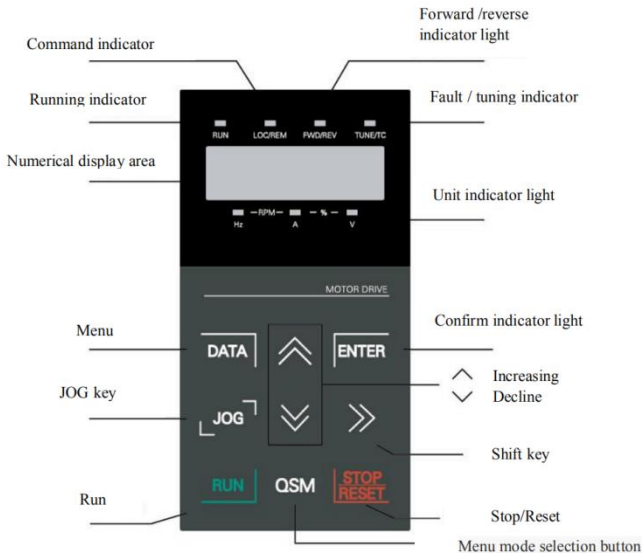 Forward /reverse
indicator light
Command indicator
Running indicator
Fault / tuning indicator
RUN LOC/REM FWD/REV TUNE/TC
Numerical display area
Unit indicator light
RPM %
Hz A V
MOTOR DRIVE
Menu
Confirm indicator light
DATA ENTER
JOG key
Increasing
Decline
JOG
Shift key
RUN QSM STOP
RESET
Run
Stop/Reset
Menu mode selection button